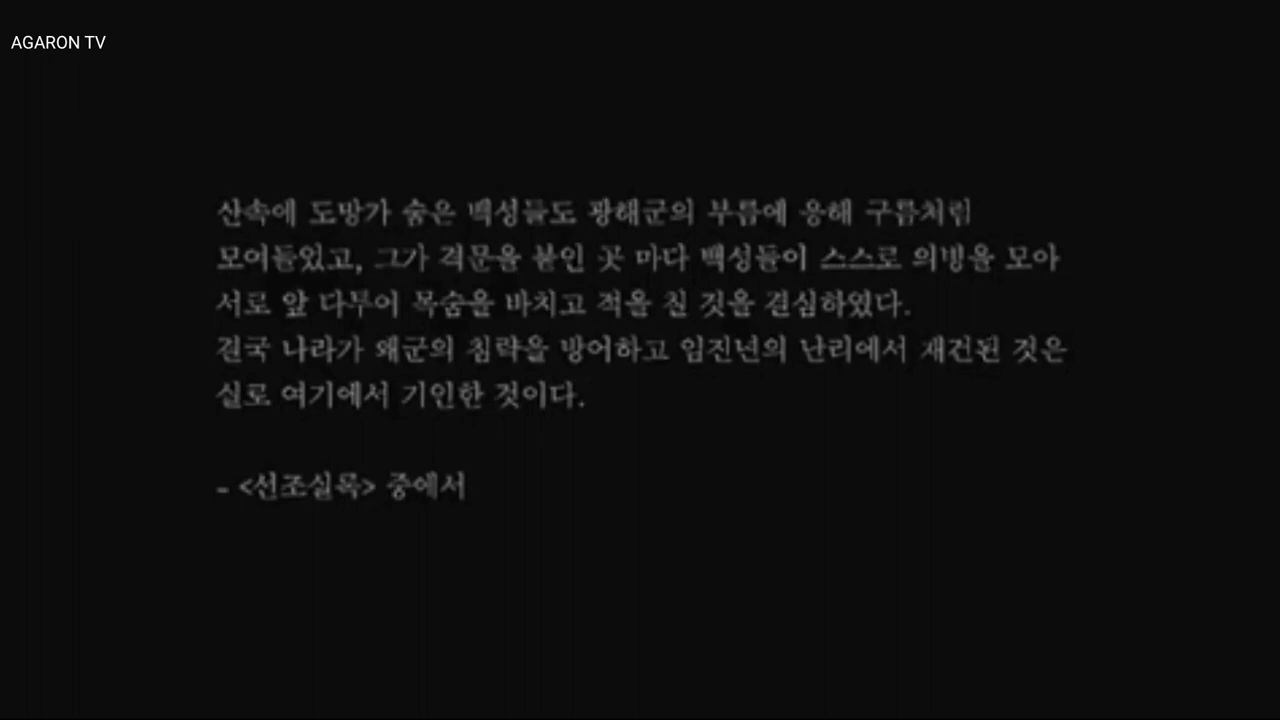 AGARON TV
산속에 도망가 숨은 백성들도 광해군의 부름에 응해 구름처럼
모여들었고, 그가 격문을 붙인 곳 마다 백성들이 스스로 의병을 모아
서로 앞 다투어 목숨을 바치고 적을 친 것을 결심하였다.
결국 나라가 왜군의 침략을 방어하고 임진년의 난리에서 재건된 것은
실로 여기에서 기인한 것이다.
- <선조실록> 중에서